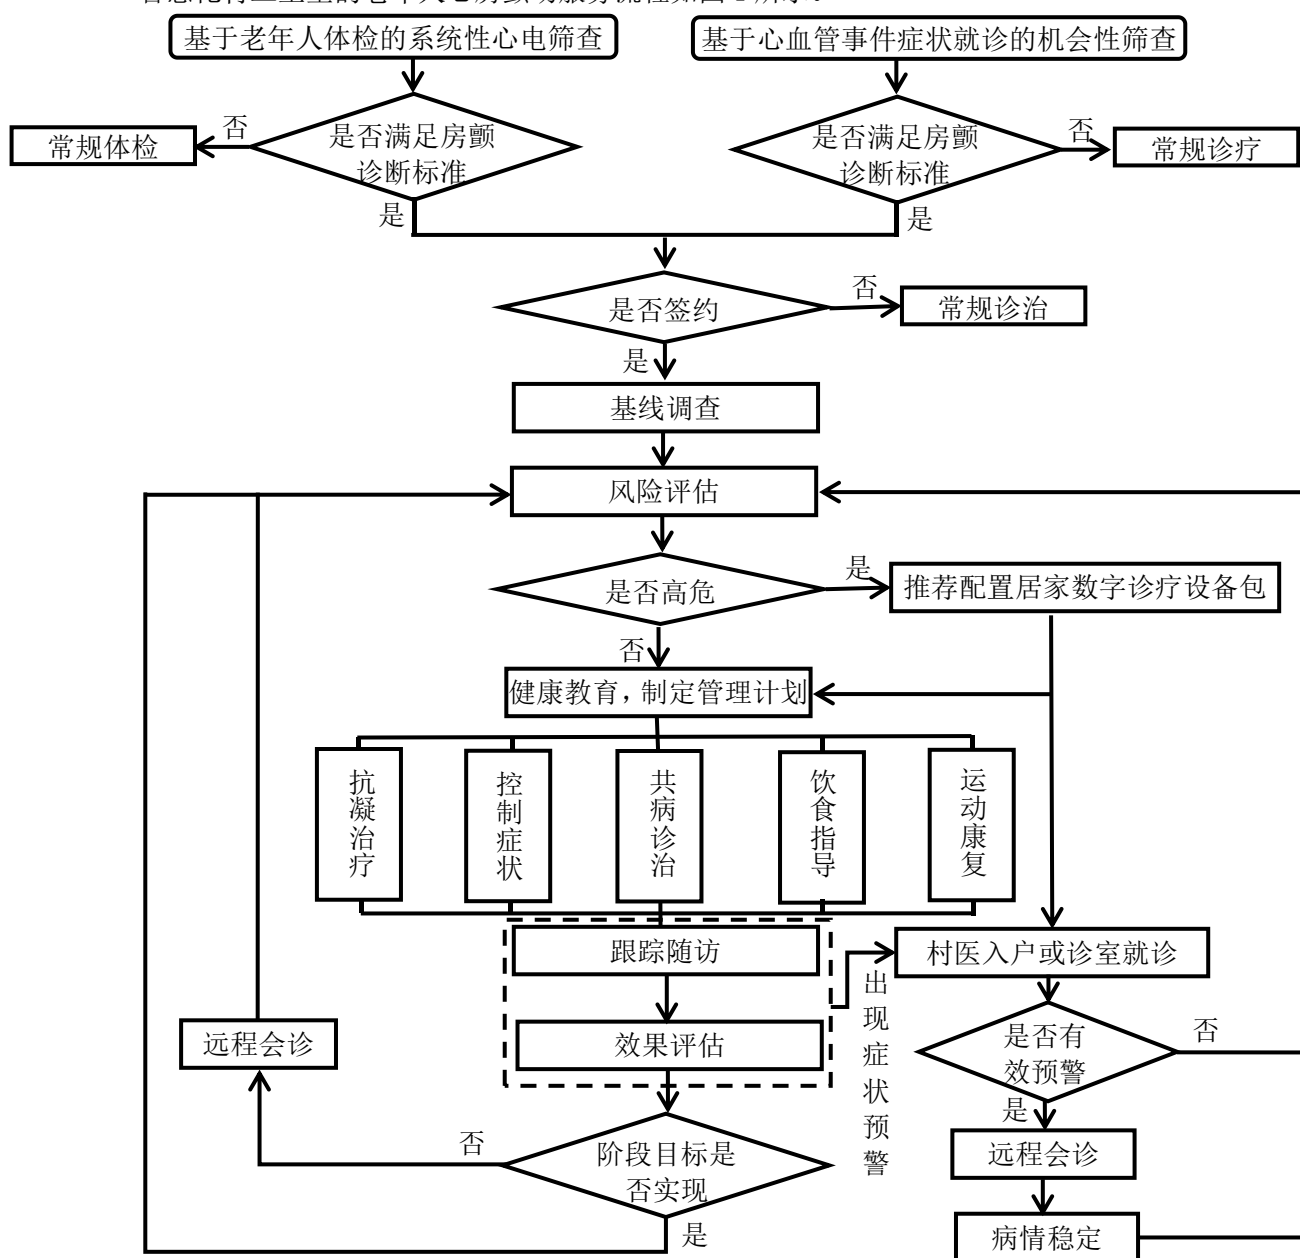 基于老年人体检的系统性心电筛查
基于心血管事件症状就诊的机会性筛查
否
是否满足房颤
诊断标准
常规体检
是否满足房颤
诊断标准
否
常规诊疗
是
是
是否签约
否
常规诊治
是
基线调查
风险评估
是否高危
是
推荐配置居家数字诊疗设备包
否
健康教育，制定管理计划
抗凝治疗
控制症状
共病诊治
饮食指导
运动康复
跟踪随访
效果评估
出现症状预警
村医入户或诊室就诊
是否有
效预警
否
是
远程会诊
远程会诊
病情稳定
否
阶段目标是
否实现
是